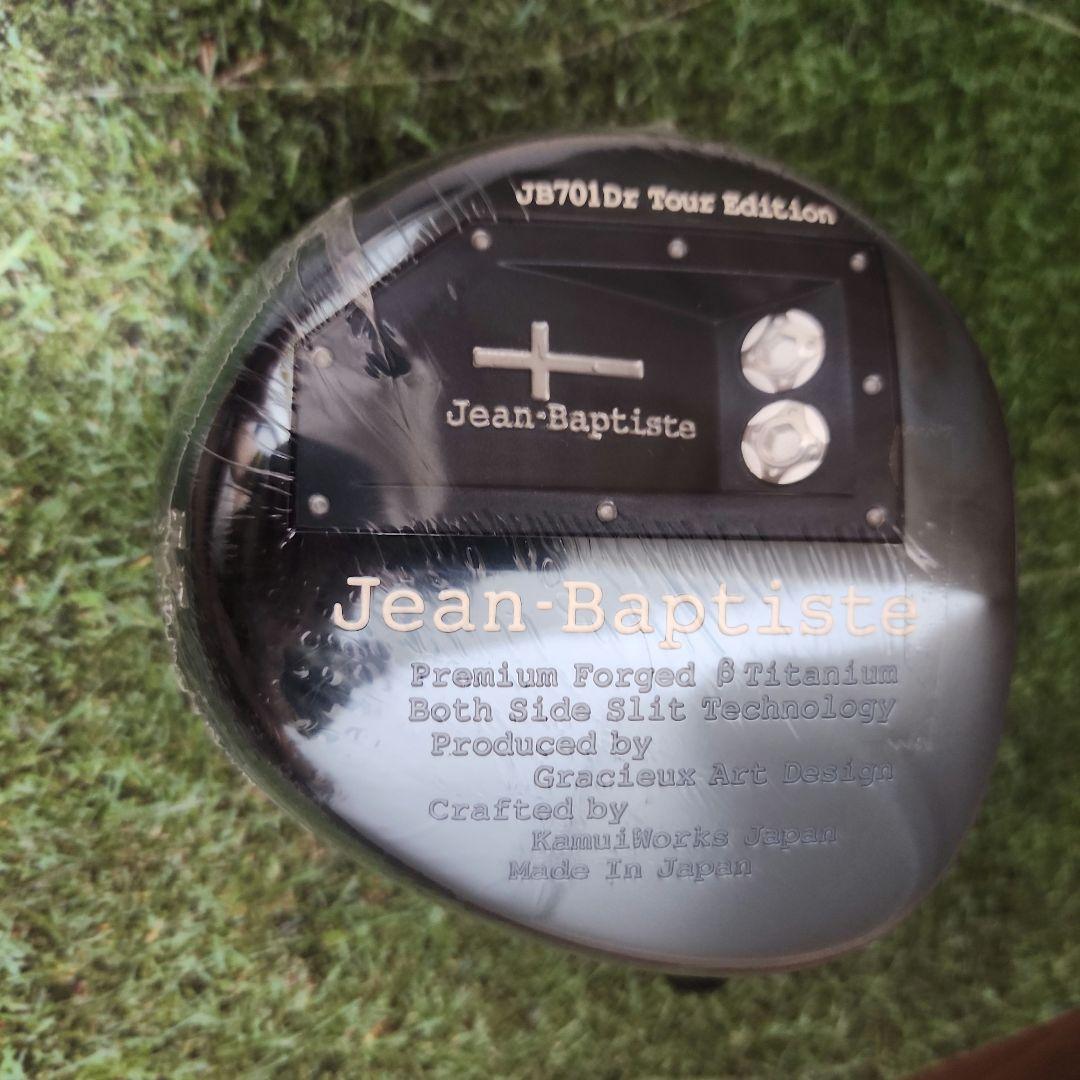 JB701Dr Tour Edition
Jean-Baptiste
Jean-Baptiste
Premium Forged β Titanium
Both Side Slit Technology
Produced by
Gracieux Art Design
Crafted by
KamuiWorks Japan
Made In Japan